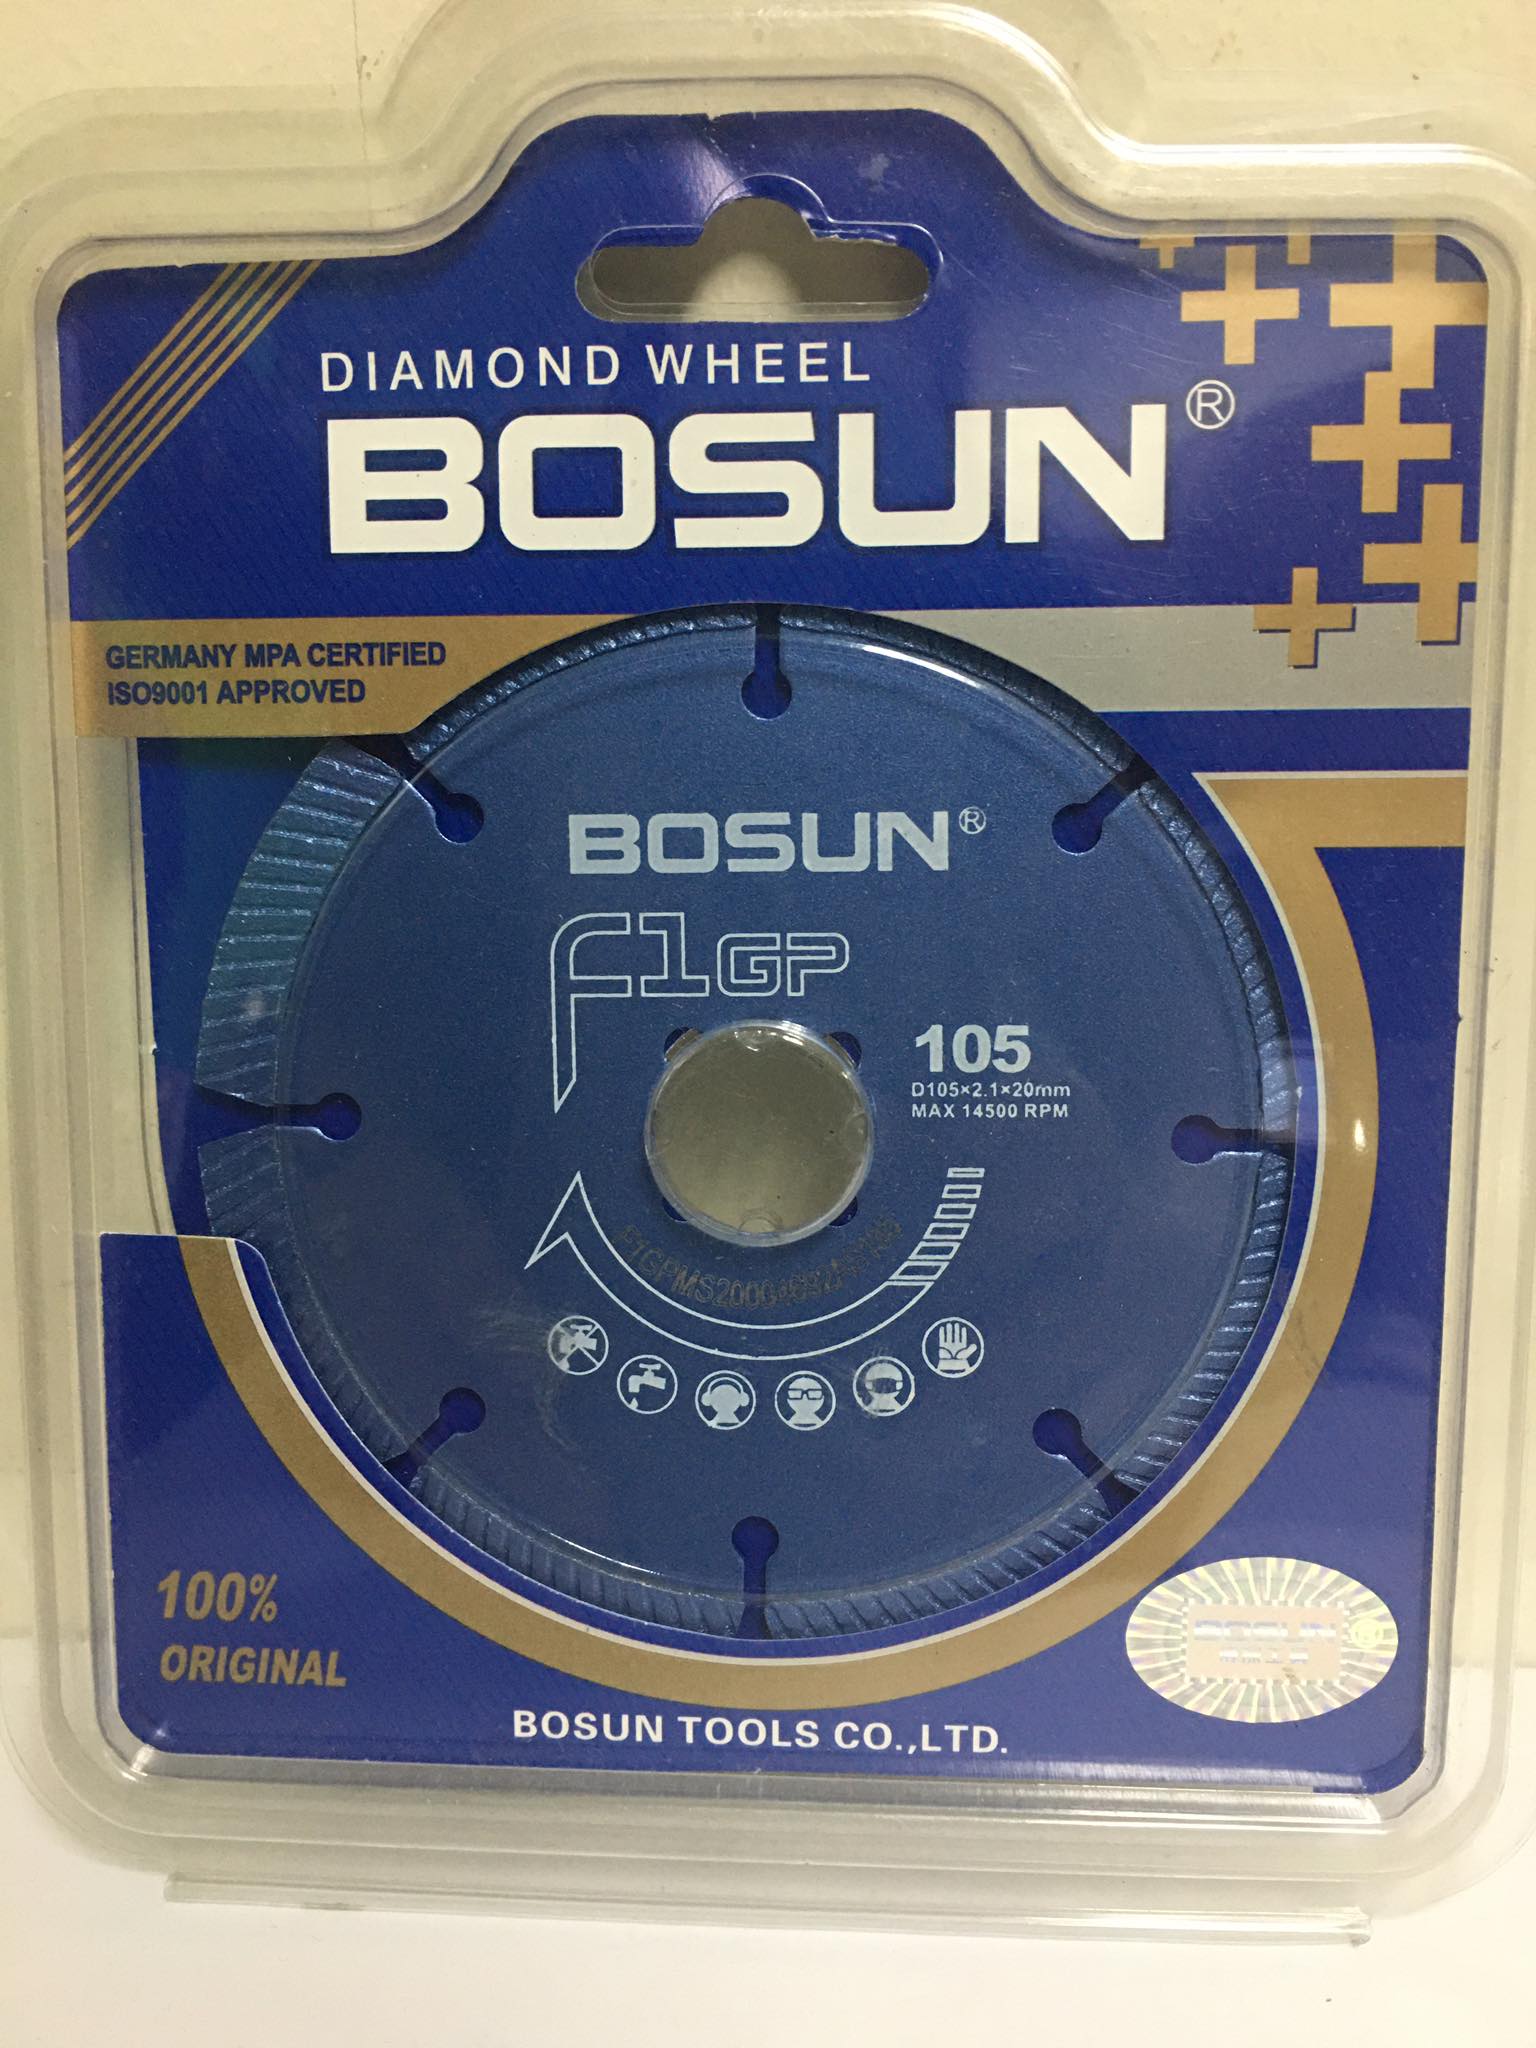 DIAMOND WHEEL
BOSUN®
GERMANY MPA CERTIFIED
ISO9001 APPROVED
BOSUN®
F1GP
105
D105×2.1×20mm
MAX 14500 RPM
100%
ORIGINAL
BOSUN
BOSUN TOOLS CO.,LTD.